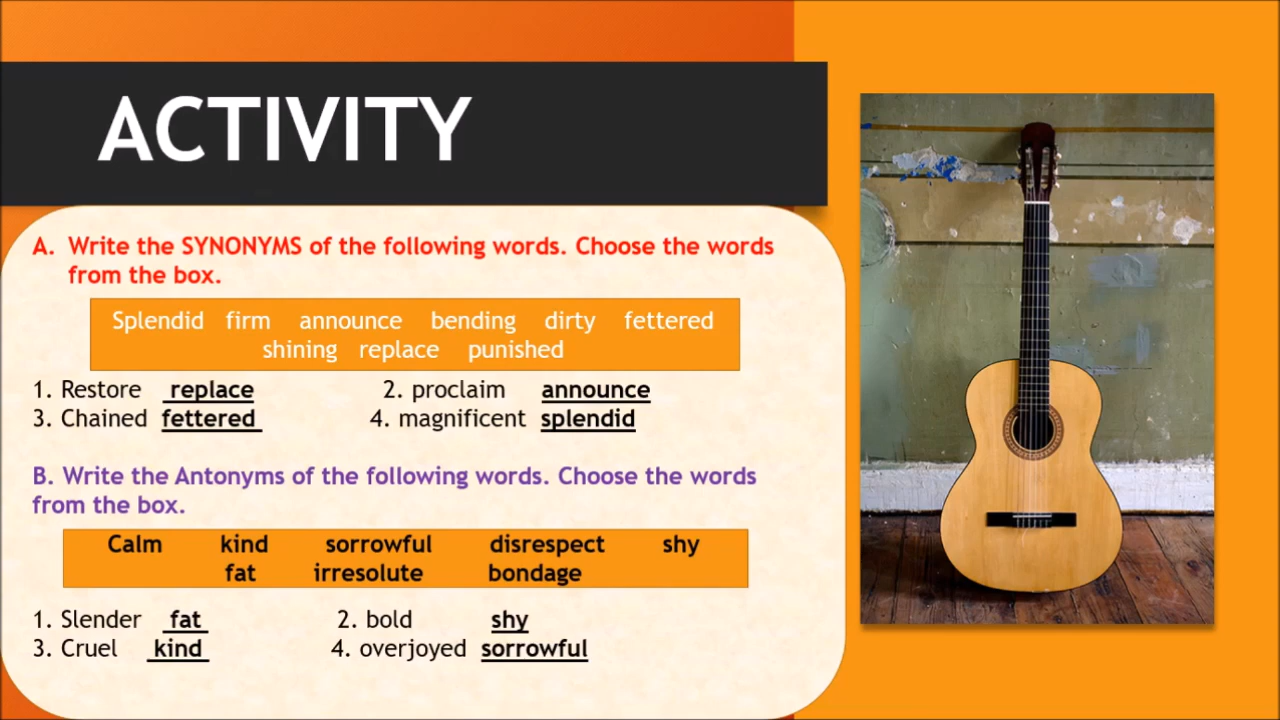 ACTIVITY
A. Write the SYNONYMS of the following words. Choose the words
from the box.
Splendid firm announce bending dirty fettered
shining replace punished
1. Restore replace 2. proclaim announce
3. Chained fettered 4. magnificent splendid
B. Write the Antonyms of the following words. Choose the words
from the box.
Calm kind sorrowful disrespect shy
fat irresolute bondage
1. Slender fat 2. bold shy
3. Cruel kind 4. overjoyed sorrowful